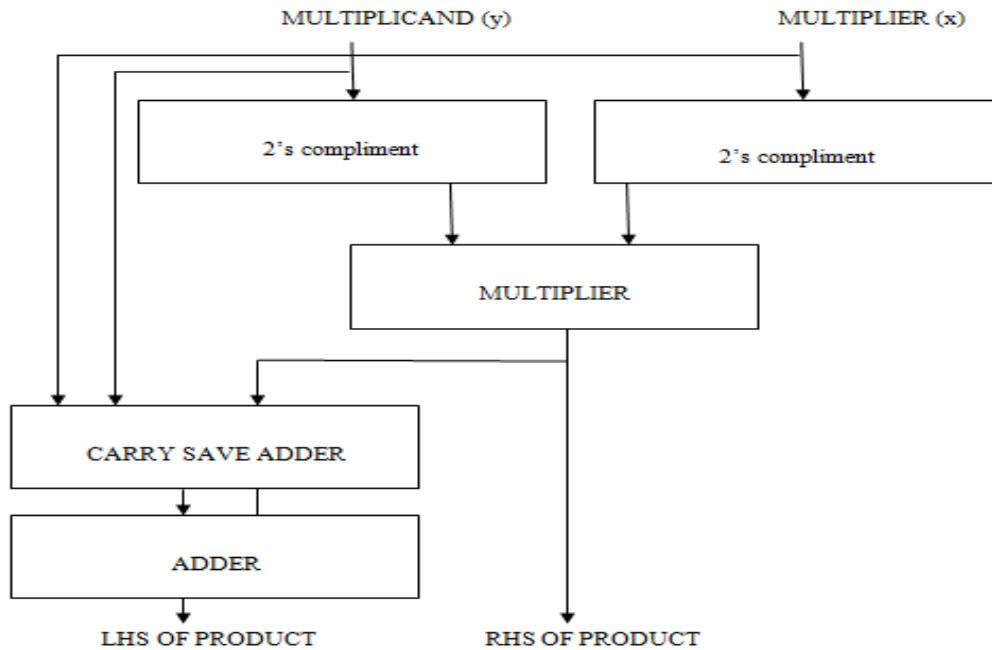 MULTIPLICAND (y)
MULTIPLIER (x)
2’s compliment
2’s compliment
MULTIPLIER
CARRY SAVE ADDER
ADDER
LHS OF PRODUCT
RHS OF PRODUCT